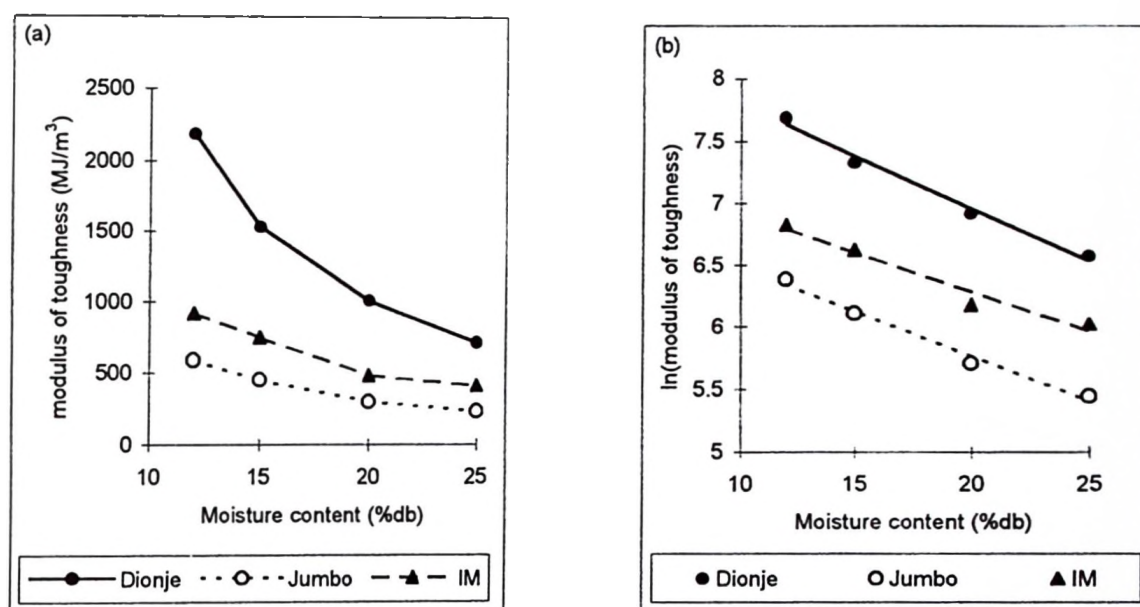 (a)
modulus of toughness (MJ/m³)
2500
2000
1500
1000
500
0
10 15 20 25
Moisture content (%db)
Dionje Jumbo IM
(b)
ln(modulus of toughness)
8
7.5
7
6.5
6
5.5
5
10 15 20 25
Moisture content (%db)
Dionje Jumbo IM